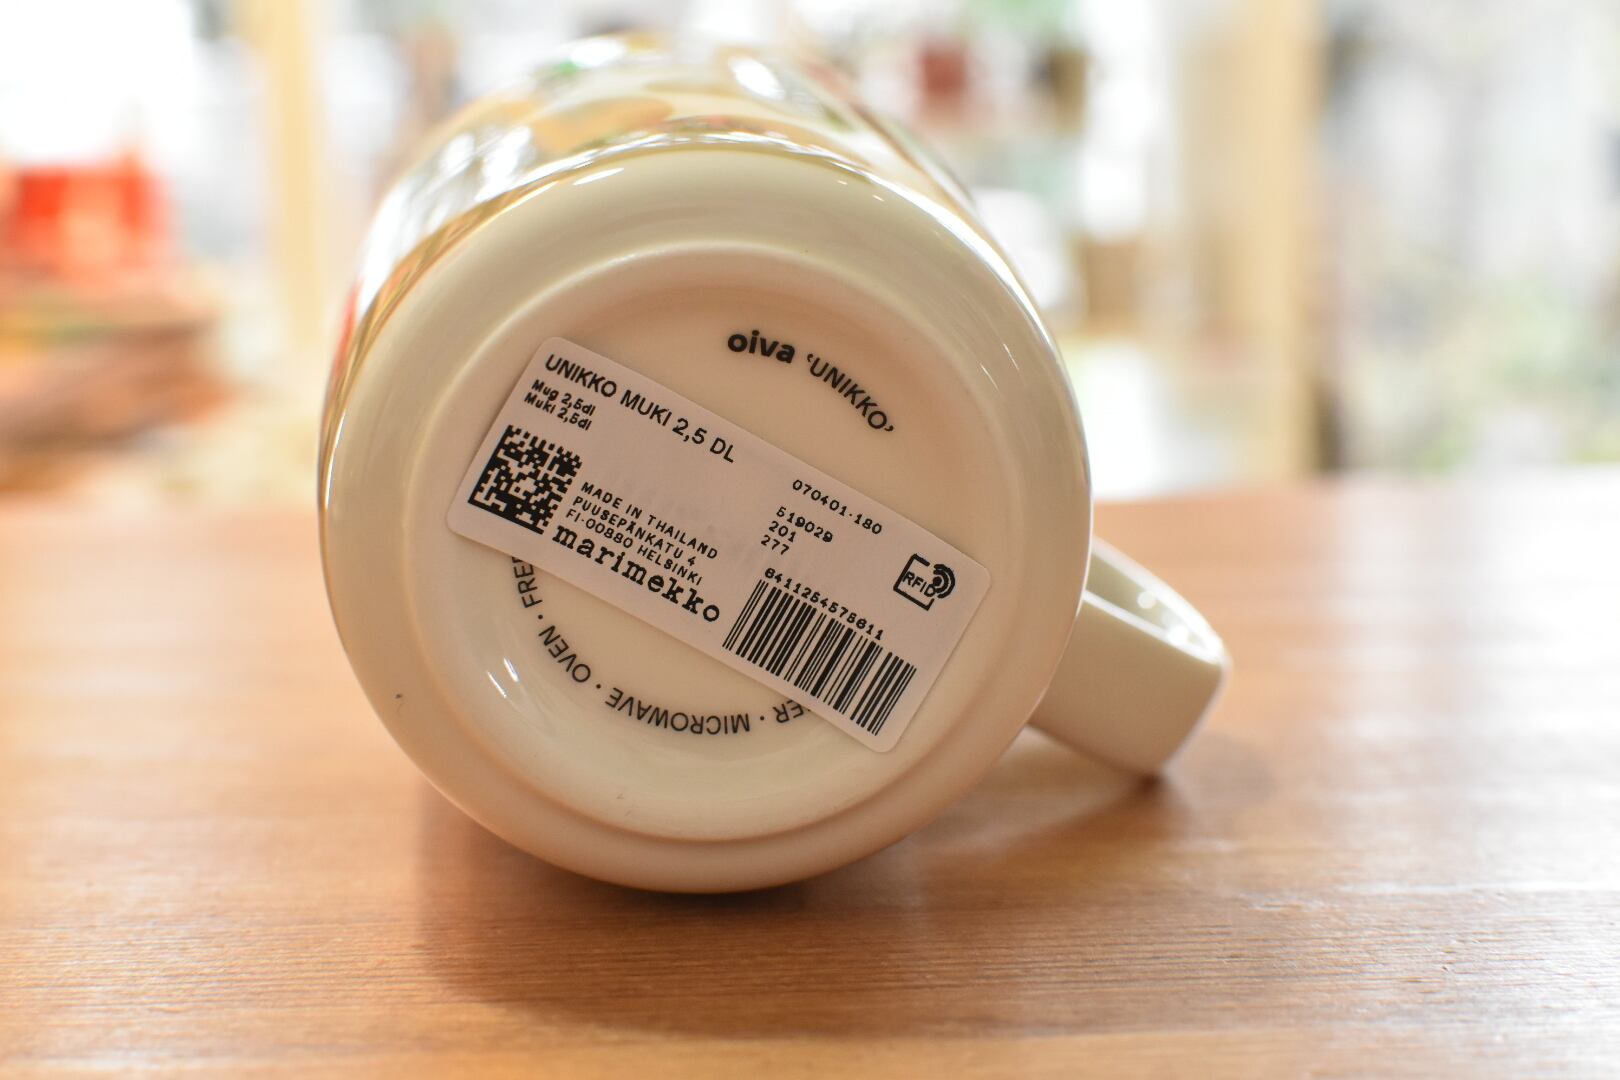 oiva ‘UNIKKO’
UNIKKO MUKI 2,5 DL
Mug 2,5dl
Muki 2,5dl
MADE IN THAILAND
PUUSEPÄNKATU 4
FI-00880 HELSINKI
marimekko
070401-180
519029
201
277
RFID
6411254575611
MICROWAVE · OVEN ·